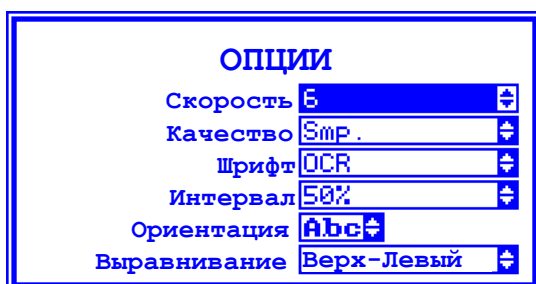 ОПЦИИ
Скорость 6
Качество Smp.
Шрифт OCR
Интервал 50%
Ориентация Abc
Выравнивание Верх-Левый